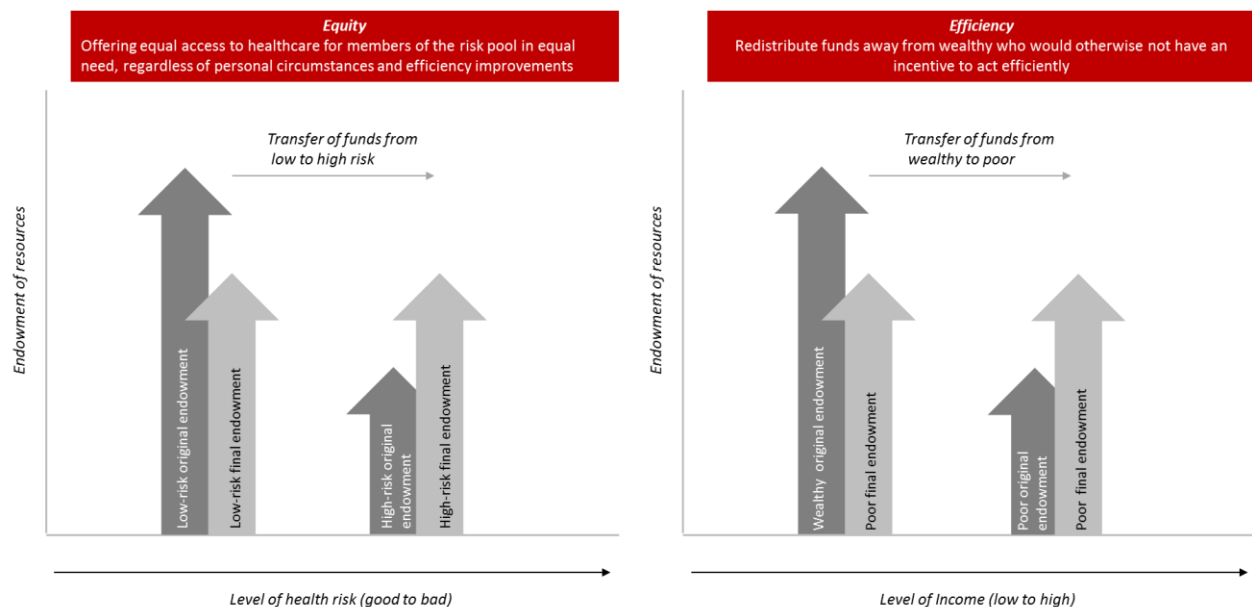 Equity
Offering equal access to healthcare for members of the risk pool in equal
need, regardless of personal circumstances and efficiency improvements
Transfer of funds from
low to high risk
Endowment of resources
Low-risk original endowment
Low-risk final endowment
High-risk original
endowment
High-risk final endowment
Level of health risk (good to bad)
Efficiency
Redistribute funds away from wealthy who would otherwise not have an
incentive to act efficiently
Transfer of funds from
wealthy to poor
Endowment of resources
Wealthy original endowment
Poor final endowment
Poor original
endowment
Poor final endowment
Level of Income (low to high)